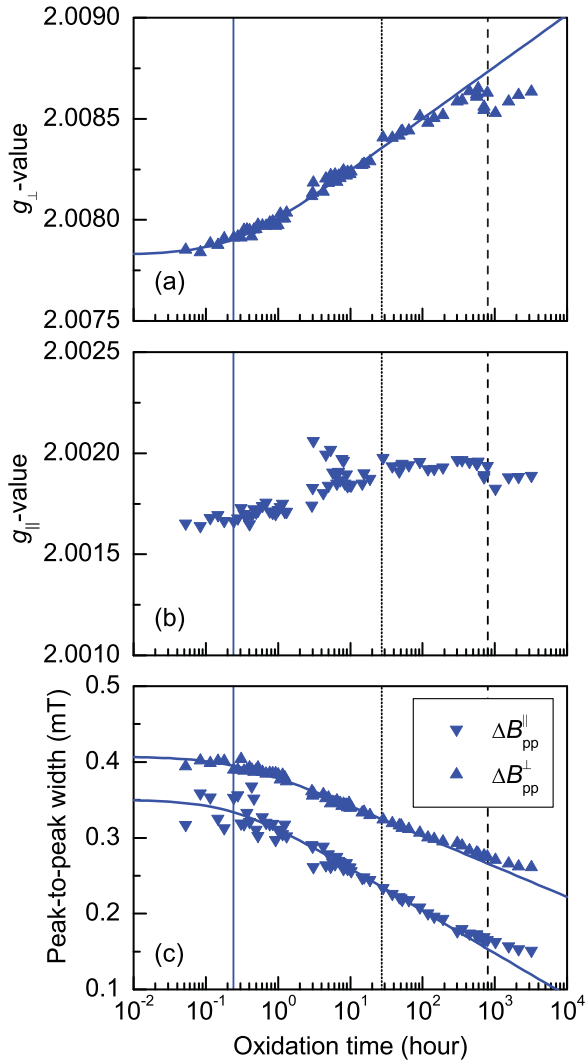 2.0090
2.0085
2.0080
2.0075
g⊥-value
(a)
2.0025
2.0020
2.0015
2.0010
g||-value
(b)
0.5
0.4
0.3
0.2
0.1
Peak-to-peak width (mT)
ΔB||pp
ΔB⊥pp
(c)
10-2 10-1 100 101 102 103 104
Oxidation time (hour)